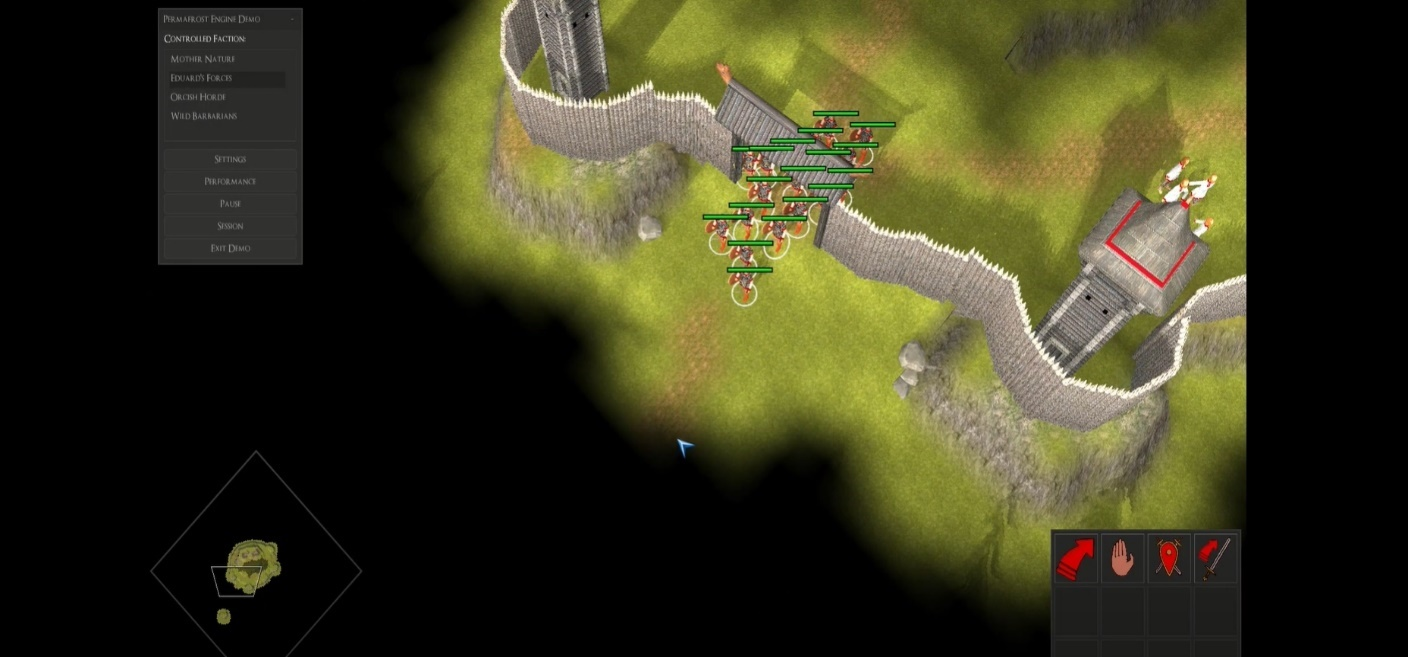 Permafrost Engine Demo
Controlled Faction:
Mother Nature
Eduard's Forces
Orcish Horde
Wild Barbarians
Settings
Performance
Pause
Session
Exit Demo